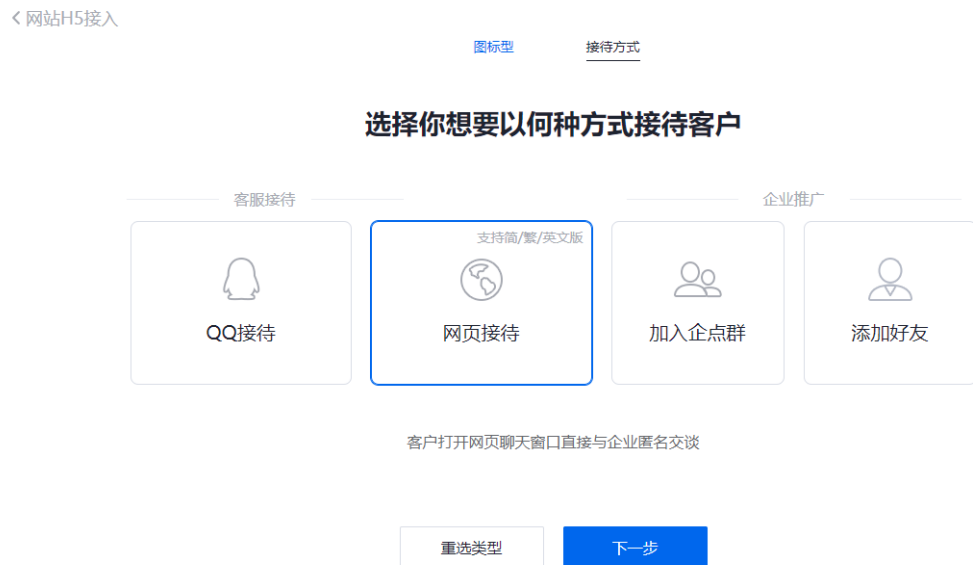 网站H5接入
图标型
接待方式
选择你想要以何种方式接待客户
客服接待
企业推广
支持简/繁/英文版
QQ接待
网页接待
加入企点群
添加好友
客户打开网页聊天窗口直接与企业匿名交谈
重选类型
下一步